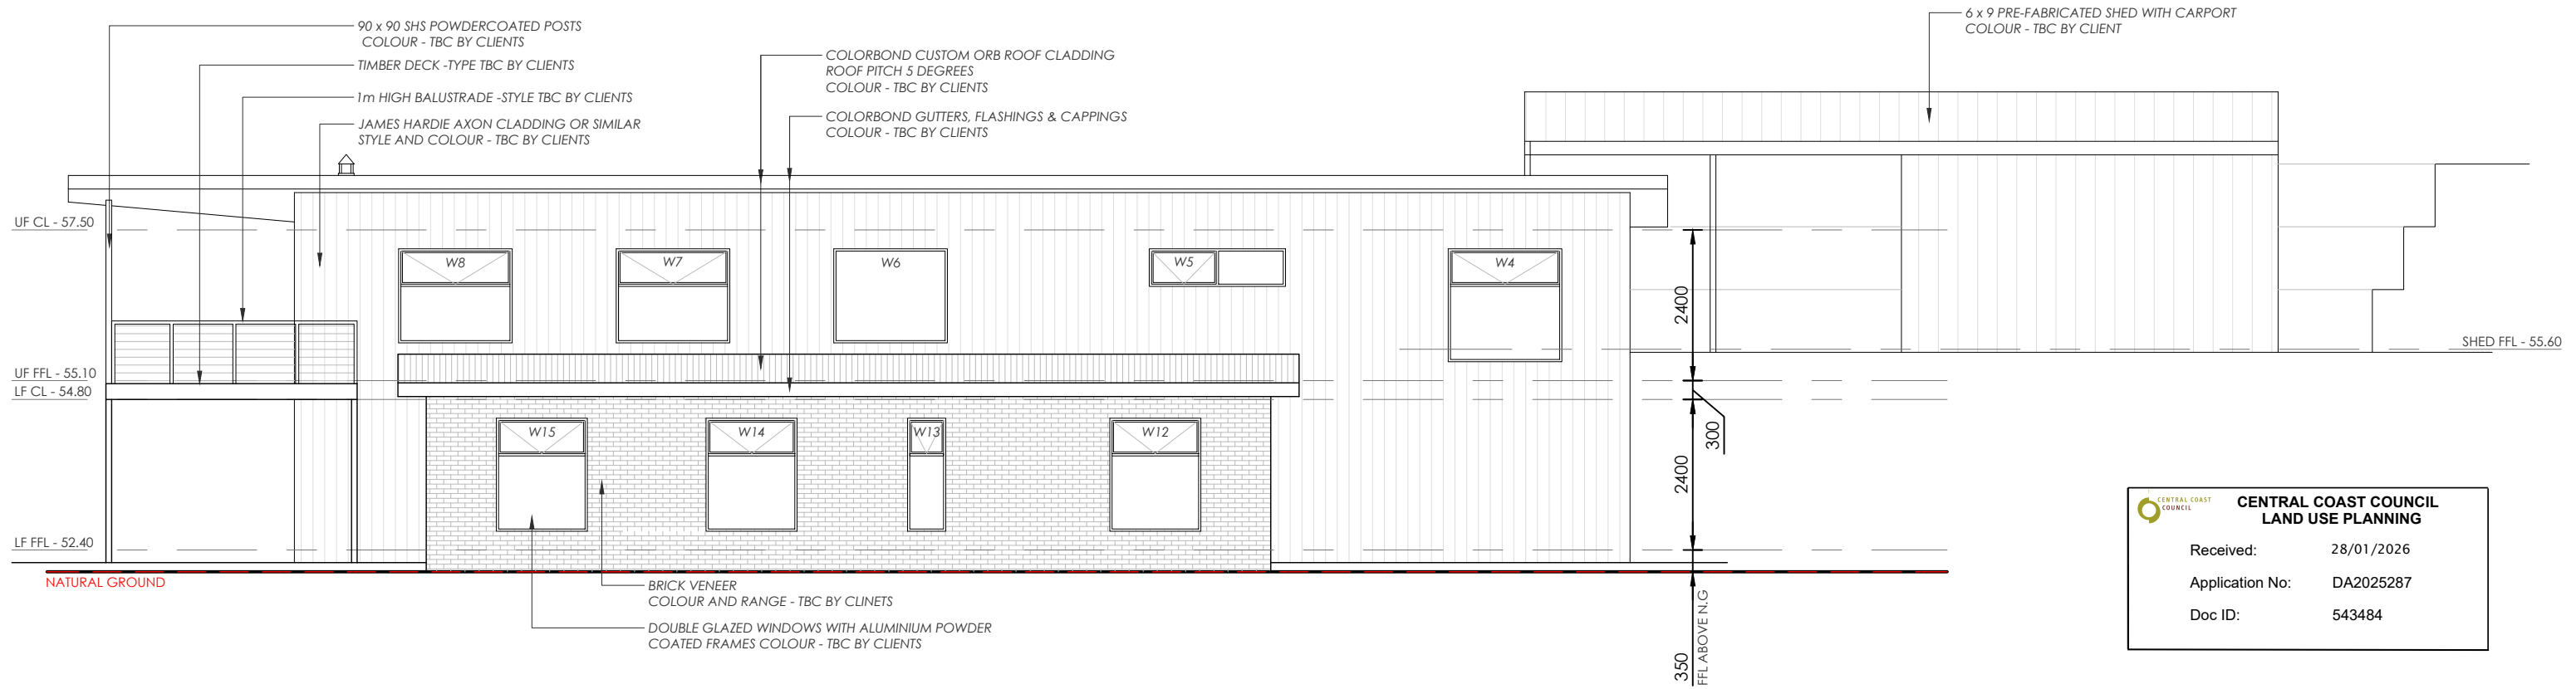 90 x 90 SHS POWDERCOATED POSTS
COLOUR - TBC BY CLIENTS
TIMBER DECK -TYPE TBC BY CLIENTS
1m HIGH BALUSTRADE -STYLE TBC BY CLIENTS
JAMES HARDIE AXON CLADDING OR SIMILAR
STYLE AND COLOUR - TBC BY CLIENTS
COLORBOND CUSTOM ORB ROOF CLADDING
ROOF PITCH 5 DEGREES
COLOUR - TBC BY CLIENTS
COLORBOND GUTTERS, FLASHINGS & CAPPINGS
COLOUR - TBC BY CLIENTS
6 x 9 PRE-FABRICATED SHED WITH CARPORT
COLOUR - TBC BY CLIENT
UF CL - 57.50
W8
W7
W6
W5
W4
2400
SHED FFL - 55.60
UF FFL - 55.10
LF CL - 54.80
W15
W14
W13
W12
300
2400
LF FFL - 52.40
NATURAL GROUND
BRICK VENEER
COLOUR AND RANGE - TBC BY CLINETS
DOUBLE GLAZED WINDOWS WITH ALUMINIUM POWDER
COATED FRAMES COLOUR - TBC BY CLIENTS
350
FFL ABOVE N.G
CENTRAL COAST
COUNCIL
CENTRAL COAST COUNCIL
LAND USE PLANNING
Received: 28/01/2026
Application No: DA2025287
Doc ID: 543484